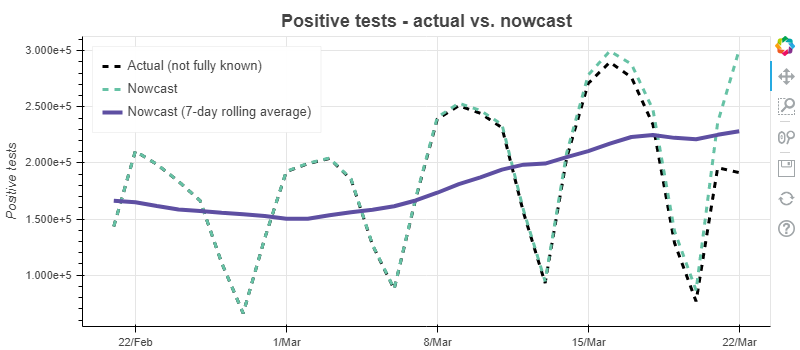 Positive tests - actual vs. nowcast
3.000e+5
2.500e+5
2.000e+5
1.500e+5
1.000e+5
Positive tests
Actual (not fully known)
Nowcast
Nowcast (7-day rolling average)
22/Feb
1/Mar
8/Mar
15/Mar
22/Mar